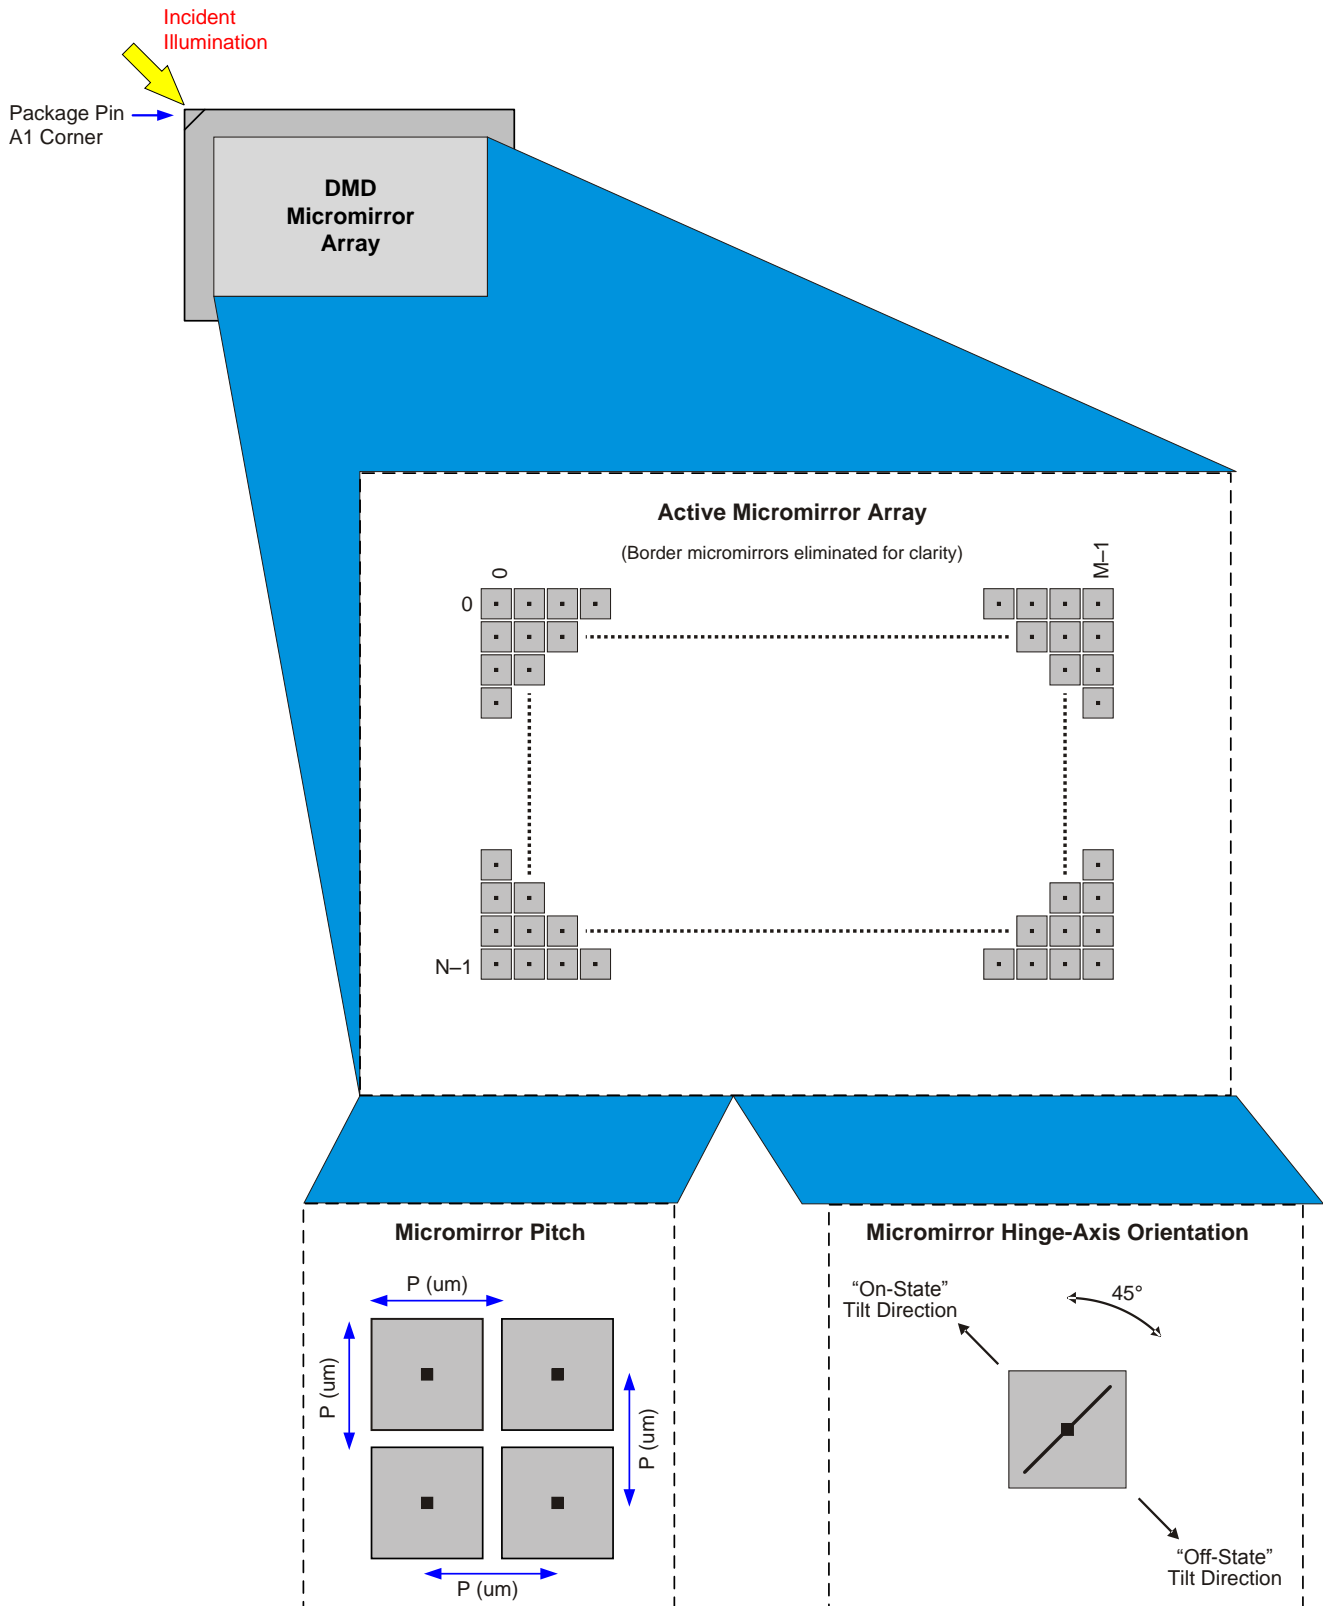 Incident
Illumination
Package Pin
A1 Corner
DMD
Micromirror
Array
Active Micromirror Array
(Border micromirrors eliminated for clarity)
0
M–1
0
N–1
Micromirror Pitch
P (um)
P (um)
P (um)
P (um)
Micromirror Hinge-Axis Orientation
“On-State”
Tilt Direction
45°
“Off-State”
Tilt Direction